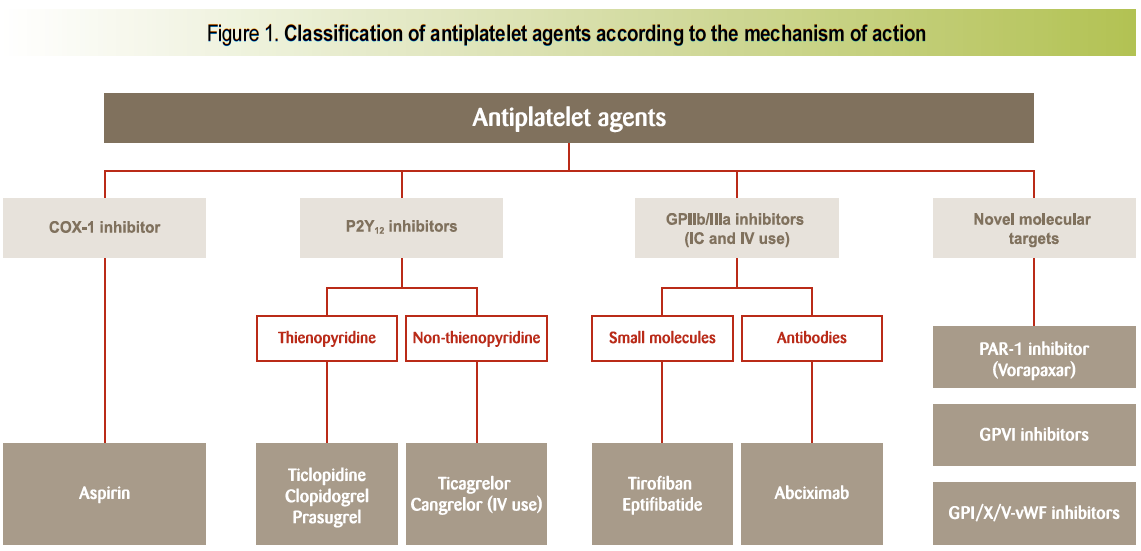 Figure 1. Classification of antiplatelet agents according to the mechanism of action
Antiplatelet agents
COX-1 inhibitor
P2Y₁₂ inhibitors
GPIIb/IIIa inhibitors
(IC and IV use)
Novel molecular
targets
Thienopyridine
Non-thienopyridine
Small molecules
Antibodies
PAR-1 inhibitor
(Vorapaxar)
GPVI inhibitors
GPI/X/V-vWF inhibitors
Aspirin
Ticlopidine
Clopidogrel
Prasugrel
Ticagrelor
Cangrelor (IV use)
Tirofiban
Eptifibatide
Abciximab